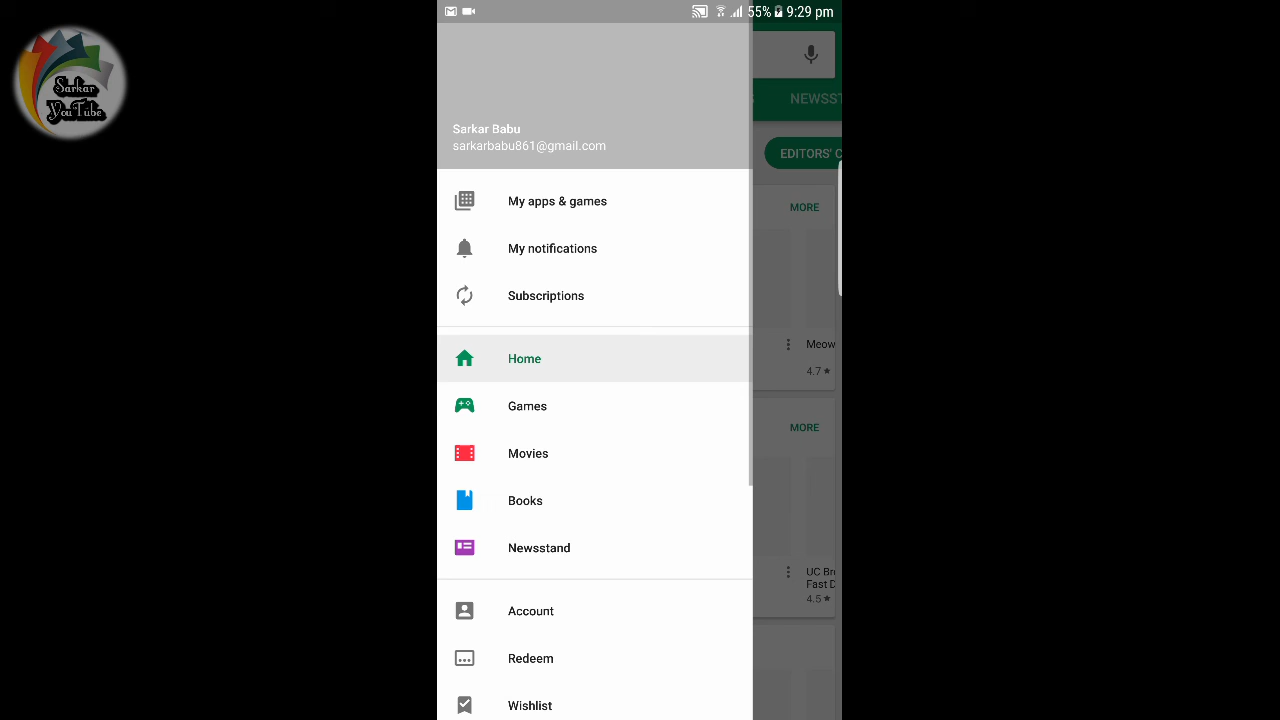 Sarkar
YouTube
55% 9:29 pm
NEWSST
Sarkar Babu
sarkarbabu861@gmail.com
EDITORS' C
My apps & games
MORE
My notifications
Subscriptions
Meow
Home
4.7 ★
Games
MORE
Movies
Books
Newsstand
UC Br
Fast D
4.5 ★
Account
Redeem
Wishlist